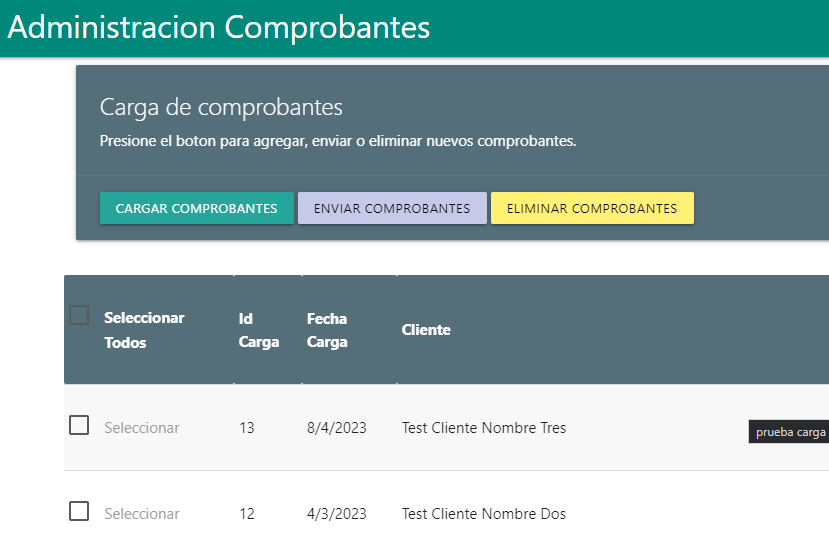 Administracion Comprobantes
Carga de comprobantes
Presione el boton para agregar, enviar o eliminar nuevos comprobantes.
CARGAR COMPROBANTES ENVIAR COMPROBANTES ELIMINAR COMPROBANTES
Seleccionar Todos Id Carga Fecha Carga Cliente
Seleccionar 13 8/4/2023 Test Cliente Nombre Tres prueba carga
Seleccionar 12 4/3/2023 Test Cliente Nombre Dos